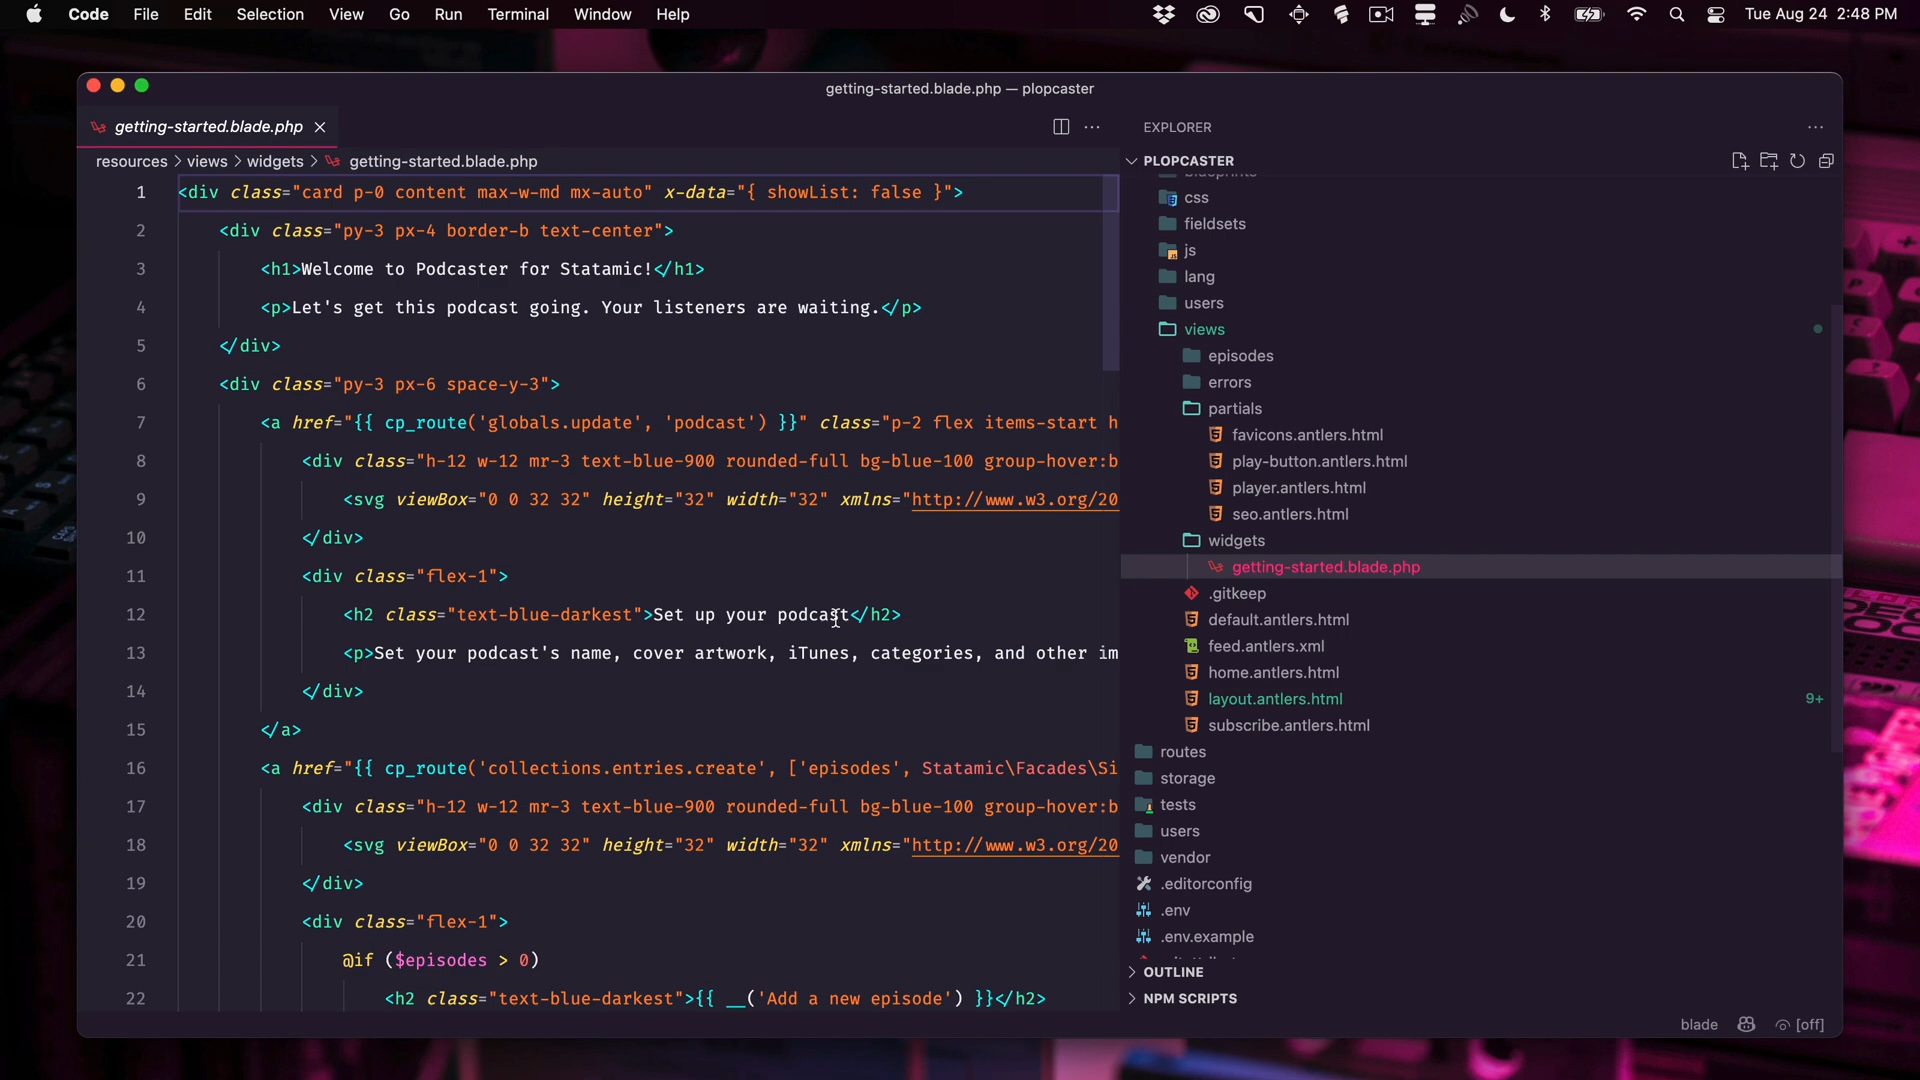 Code File Edit Selection View Go Run Terminal Window Help Tue Aug 24 2:48 PM
getting-started.blade.php — plopcaster
getting-started.blade.php
resources > views > widgets > getting-started.blade.php
1 <div class="card p-0 content max-w-md mx-auto" x-data="{ showList: false }">
2 <div class="py-3 px-4 border-b text-center">
3 <h1>Welcome to Podcaster for Statamic!</h1>
4 <p>Let's get this podcast going. Your listeners are waiting.</p>
5 </div>
6 <div class="py-3 px-6 space-y-3">
7 <a href="{{ cp_route('globals.update', 'podcast') }}" class="p-2 flex items-start h
8 <div class="h-12 w-12 mr-3 text-blue-900 rounded-full bg-blue-100 group-hover:b
9 <svg viewBox="0 0 32 32" height="32" width="32" xmlns="http://www.w3.org/20
10 </div>
11 <div class="flex-1">
12 <h2 class="text-blue-darkest">Set up your podcast</h2>
13 <p>Set your podcast's name, cover artwork, iTunes, categories, and other im
14 </div>
15 </a>
16 <a href="{{ cp_route('collections.entries.create', ['episodes', Statamic\Facades\Si
17 <div class="h-12 w-12 mr-3 text-blue-900 rounded-full bg-blue-100 group-hover:b
18 <svg viewBox="0 0 32 32" height="32" width="32" xmlns="http://www.w3.org/20
19 </div>
20 <div class="flex-1">
21 @if ($episodes > 0)
22 <h2 class="text-blue-darkest">{{ __('Add a new episode') }}</h2>
EXPLORER
PLOPCASTER
css
fieldsets
js
lang
users
views
episodes
errors
partials
favicons.antlers.html
play-button.antlers.html
player.antlers.html
seo.antlers.html
widgets
getting-started.blade.php
.gitkeep
default.antlers.html
feed.antlers.xml
home.antlers.html
layout.antlers.html 9+
subscribe.antlers.html
routes
storage
tests
users
vendor
.editorconfig
.env
.env.example
OUTLINE
NPM SCRIPTS
blade [off]